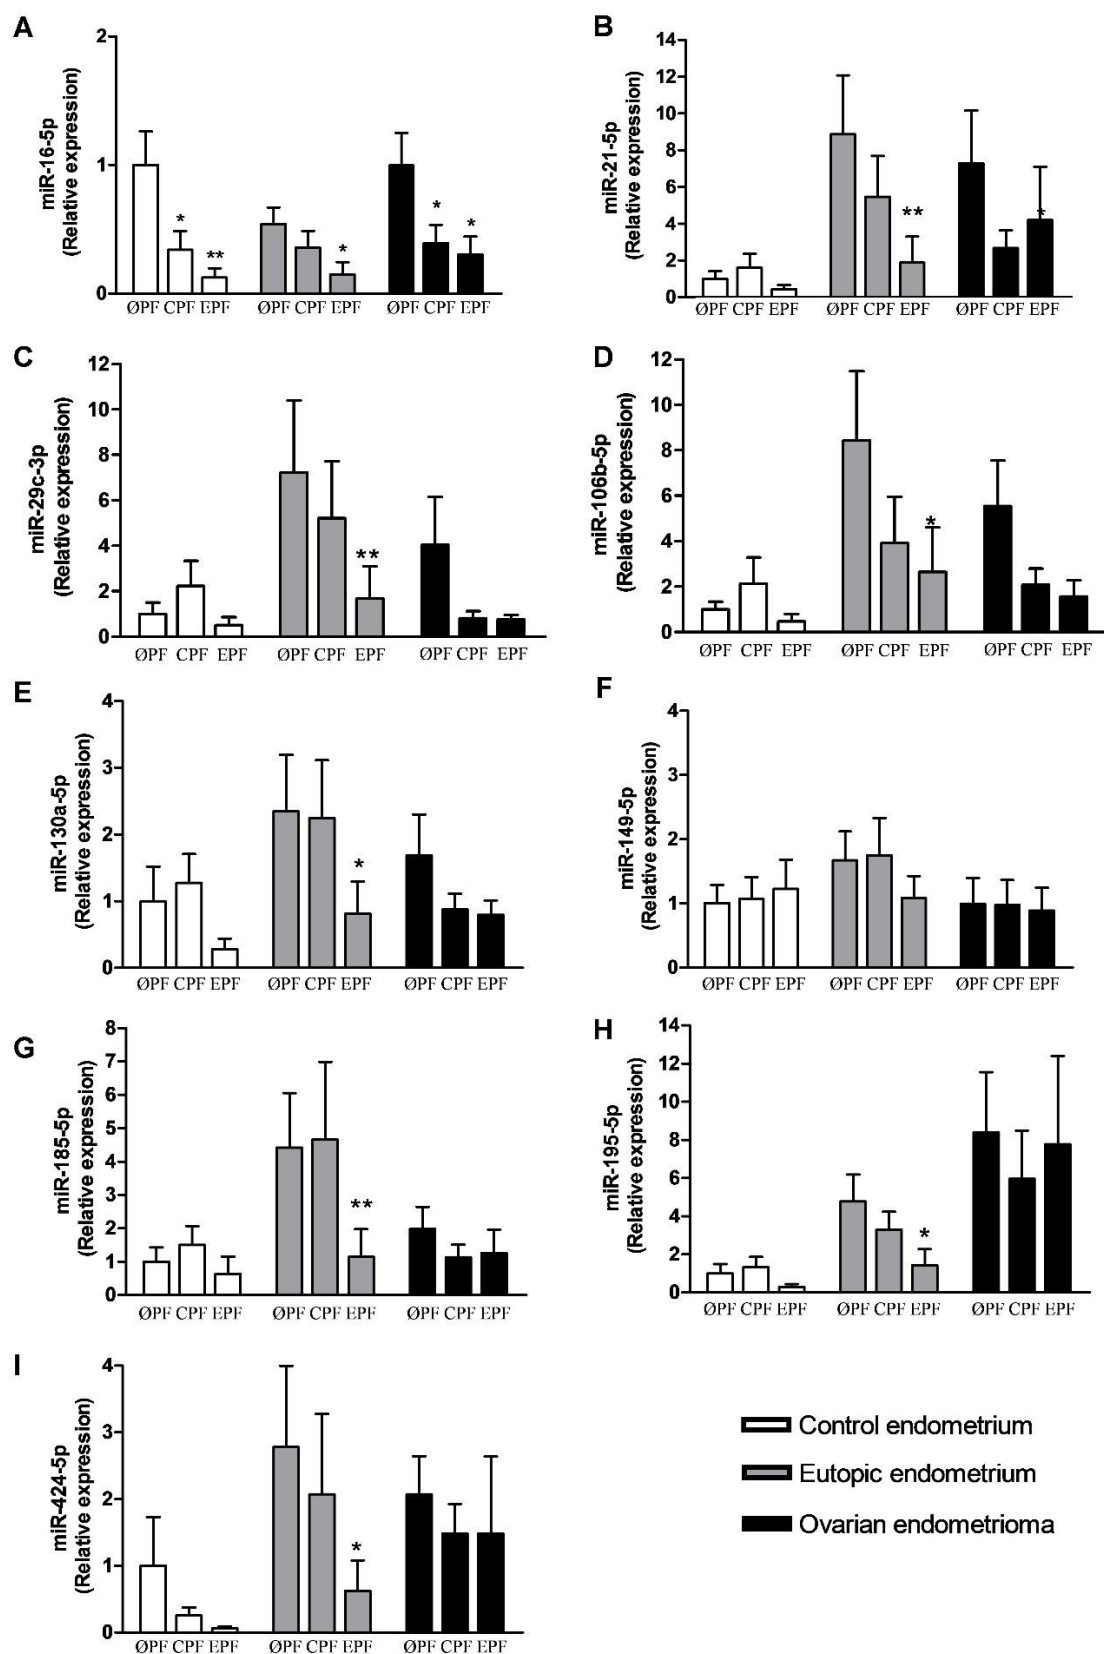 A
miR-16-5p
(Relative expression)
2
1
0
*
**
*
*
*
ØPF CPF EPF ØPF CPF EPF ØPF CPF EPF
B
miR-21-5p
(Relative expression)
14
12
10
8
6
4
2
0
**
*
ØPF CPF EPF ØPF CPF EPF ØPF CPF EPF
C
miR-29c-3p
(Relative expression)
12
10
8
6
4
2
0
**
ØPF CPF EPF ØPF CPF EPF ØPF CPF EPF
D
miR-106b-5p
(Relative expression)
12
10
8
6
4
2
0
*
ØPF CPF EPF ØPF CPF EPF ØPF CPF EPF
E
miR-130a-5p
(Relative expression)
4
3
2
1
0
*
ØPF CPF EPF ØPF CPF EPF ØPF CPF EPF
F
miR-149-5p
(Relative expression)
4
3
2
1
0
ØPF CPF EPF ØPF CPF EPF ØPF CPF EPF
G
miR-185-5p
(Relative expression)
8
7
6
5
4
3
2
1
0
**
ØPF CPF EPF ØPF CPF EPF ØPF CPF EPF
H
miR-195-5p
(Relative expression)
14
12
10
8
6
4
2
0
*
ØPF CPF EPF ØPF CPF EPF ØPF CPF EPF
I
miR-424-5p
(Relative expression)
4
3
2
1
0
*
ØPF CPF EPF ØPF CPF EPF ØPF CPF EPF
Control endometrium
Eutopic endometrium
Ovarian endometrioma